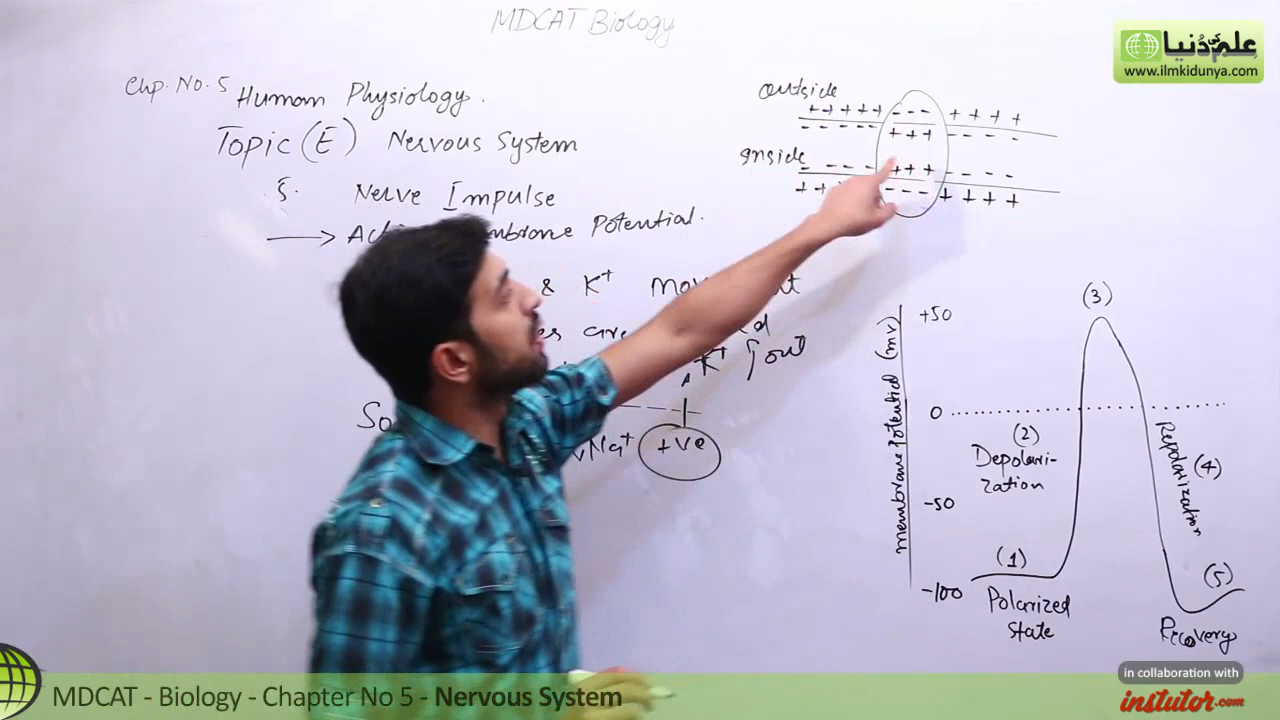 MDCAT Biology
Chp. No. 5 Human Physiology.
Topic (E) Nervous System
Nerve Impulse
Membrane Potential.
& K+
K+ out
So
Na+ +ve
outside
+ + + + + - - - + + + +
- - - - - + + + - - - -
Inside
- - - - + + + - - - -
+ + - - - + + + +
membrane Potential (mv)
+50
0
-50
-100
(1)
Polarized
State
(2)
Depolari-
zation
(3)
Repolarization
(4)
(5)
Recovery
علم کی دنیا
www.ilmkidunya.com
MDCAT - Biology - Chapter No 5 - Nervous System
in collaboration with
instutor.com